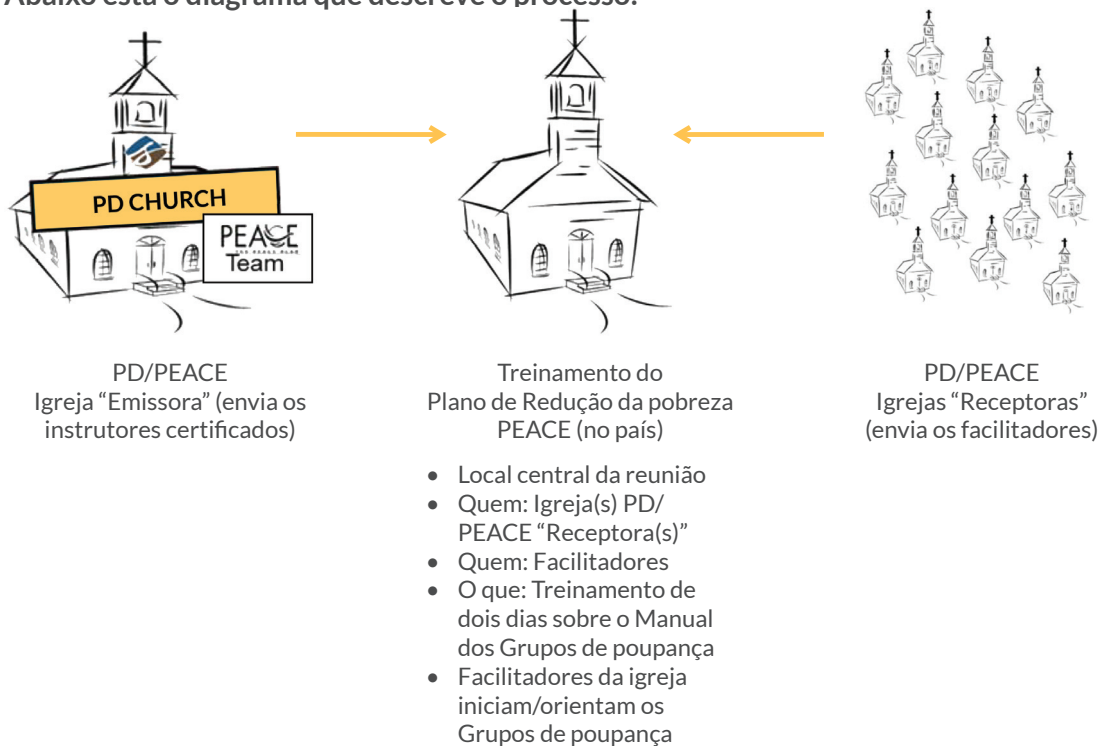 Abaixo está o diagrama que descreve o processo:
PD CHURCH
PEACE
THE PEACE PLAN
Team
PD/PEACE
Igreja “Emissora” (envia os
instrutores certificados)
Treinamento do
Plano de Redução da pobreza
PEACE (no país)
• Local central da reunião
• Quem: Igreja(s) PD/
PEACE “Receptora(s)”
• Quem: Facilitadores
• O que: Treinamento de
dois dias sobre o Manual
dos Grupos de poupança
• Facilitadores da igreja
iniciam/orientam os
Grupos de poupança
PD/PEACE
Igrejas “Receptoras”
(envia os facilitadores)